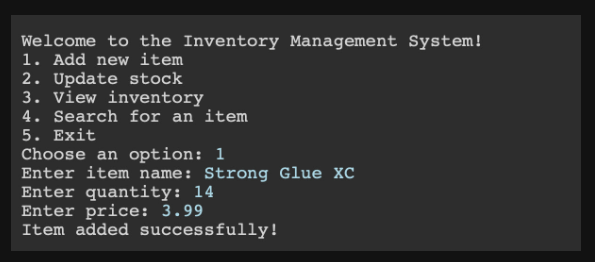 Welcome to the Inventory Management System!
1. Add new item
2. Update stock
3. View inventory
4. Search for an item
5. Exit
Choose an option: 1
Enter item name: Strong Glue XC
Enter quantity: 14
Enter price: 3.99
Item added successfully!